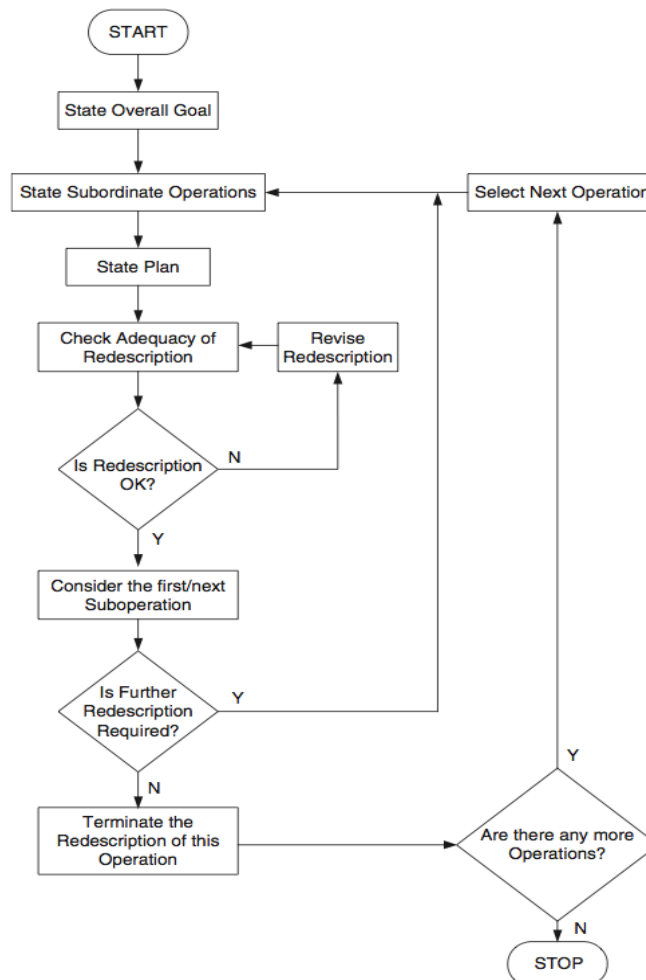 START
State Overall Goal
State Subordinate Operations
Select Next Operation
State Plan
Check Adequacy of
Redescription
Revise
Redescription
Is Redescription
OK?
N
Y
Consider the first/next
Suboperation
Is Further
Redescription
Required?
Y
N
Terminate the
Redescription of this
Operation
Y
Are there any more
Operations?
N
STOP